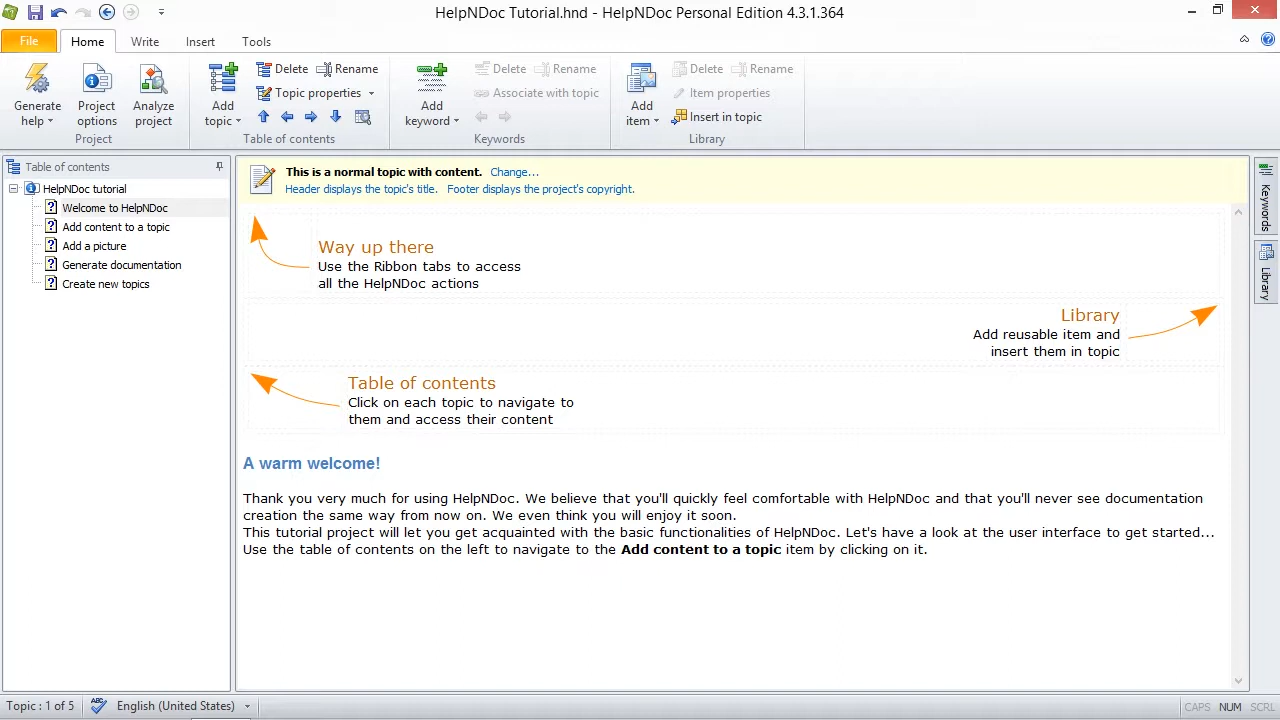 HelpNDoc Tutorial.hnd - HelpNDoc Personal Edition 4.3.1.364
File Home Write Insert Tools
Generate help
Project options
Analyze project
Project
Add topic
Delete Rename
Topic properties
Table of contents
Add keyword
Delete Rename
Associate with topic
Keywords
Add item
Delete Rename
Item properties
Insert in topic
Library
Table of contents
HelpNDoc tutorial
Welcome to HelpNDoc
Add content to a topic
Add a picture
Generate documentation
Create new topics
This is a normal topic with content. Change...
Header displays the topic's title. Footer displays the project's copyright.
Way up there
Use the Ribbon tabs to access
all the HelpNDoc actions
Library
Add reusable item and
insert them in topic
Table of contents
Click on each topic to navigate to
them and access their content
A warm welcome!
Thank you very much for using HelpNDoc. We believe that you'll quickly feel comfortable with HelpNDoc and that you'll never see documentation
creation the same way from now on. We even think you will enjoy it soon.
This tutorial project will let you get acquainted with the basic functionalities of HelpNDoc. Let's have a look at the user interface to get started...
Use the table of contents on the left to navigate to the Add content to a topic item by clicking on it.
Keywords
Library
Topic : 1 of 5 English (United States) CAPS NUM SCRL